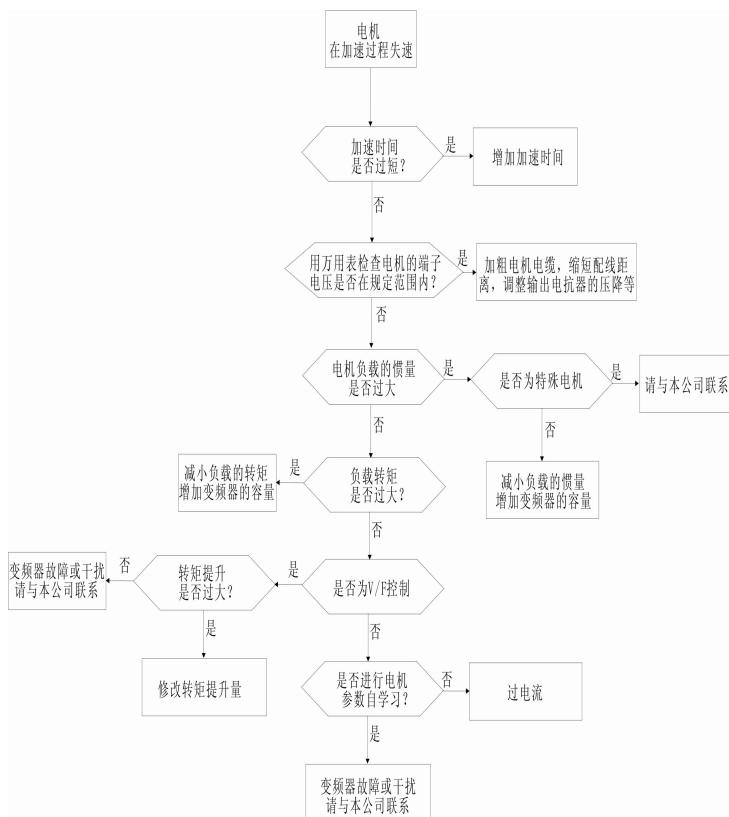 电机
在加速过程失速
加速时间
是否过短?
是
增加加速时间
否
用万用表检查电机的端子
电压是否在规定范围内?
是
加粗电机电缆，缩短配线距
离，调整输出电抗器的压降等
否
电机负载的惯量
是否过大
是
是否为特殊电机
是
请与本公司联系
否
否
减小负载的惯量
增加变频器的容量
负载转矩
是否过大?
是
减小负载的转矩
增加变频器的容量
否
是否为V/F控制
是
转矩提升
是否过大?
否
变频器故障或干扰
请与本公司联系
是
修改转矩提升量
否
是否进行电机
参数自学习?
否
过电流
是
变频器故障或干扰
请与本公司联系